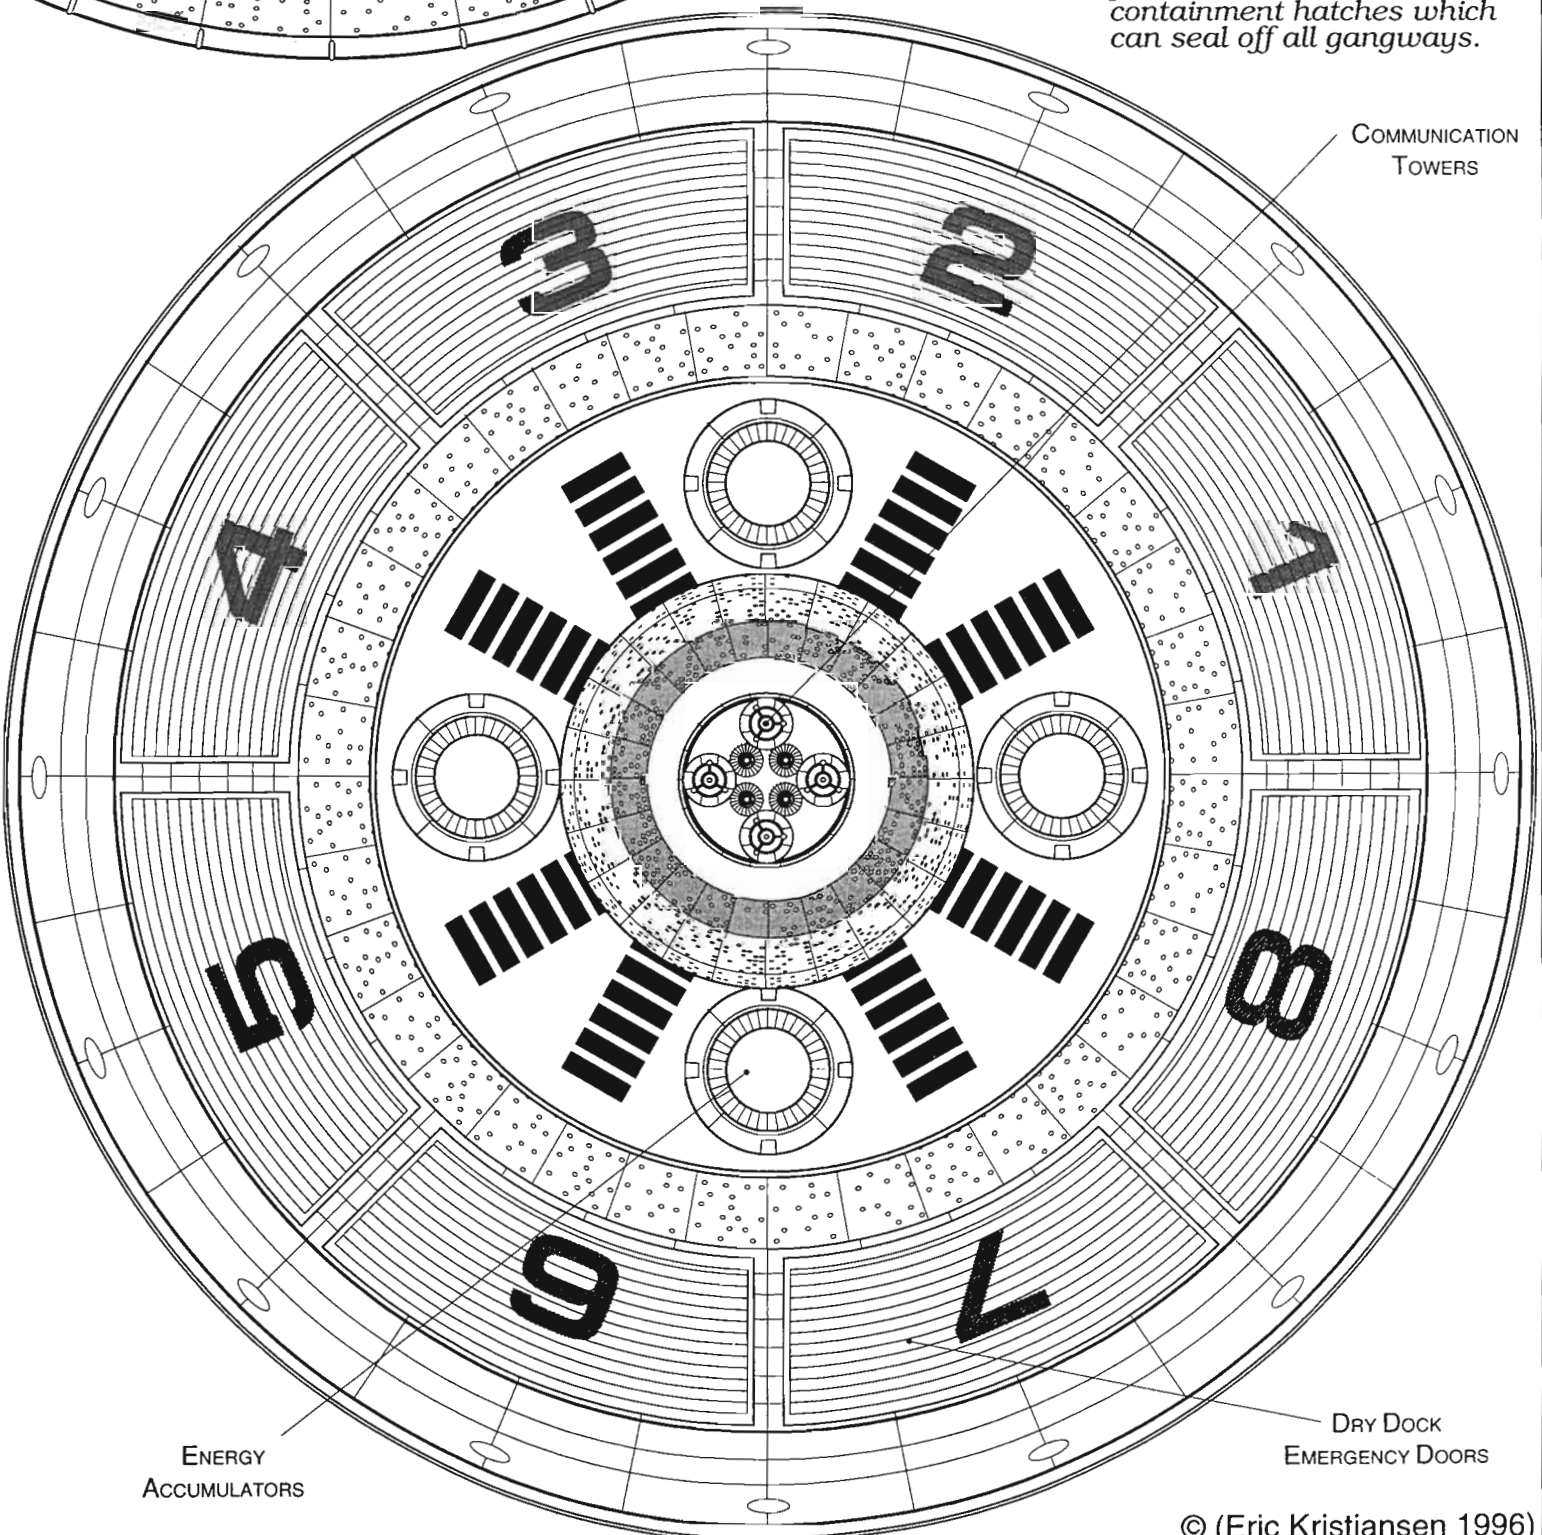 containment hatches which
can seal off all gangways.
COMMUNICATION
TOWERS
3
2
4
1
5
8
6
7
ENERGY
ACCUMULATORS
DRY DOCK
EMERGENCY DOORS
© (Eric Kristiansen 1996)